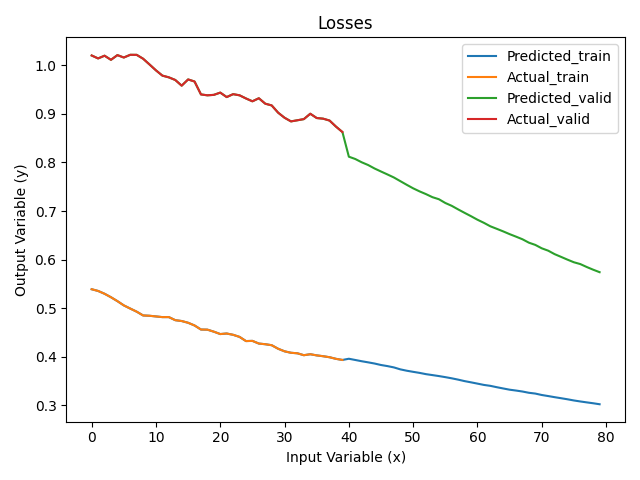 Losses
Predicted_train
Actual_train
Predicted_valid
Actual_valid
Output Variable (y)
1.0
0.9
0.8
0.7
0.6
0.5
0.4
0.3
0 10 20 30 40 50 60 70 80
Input Variable (x)